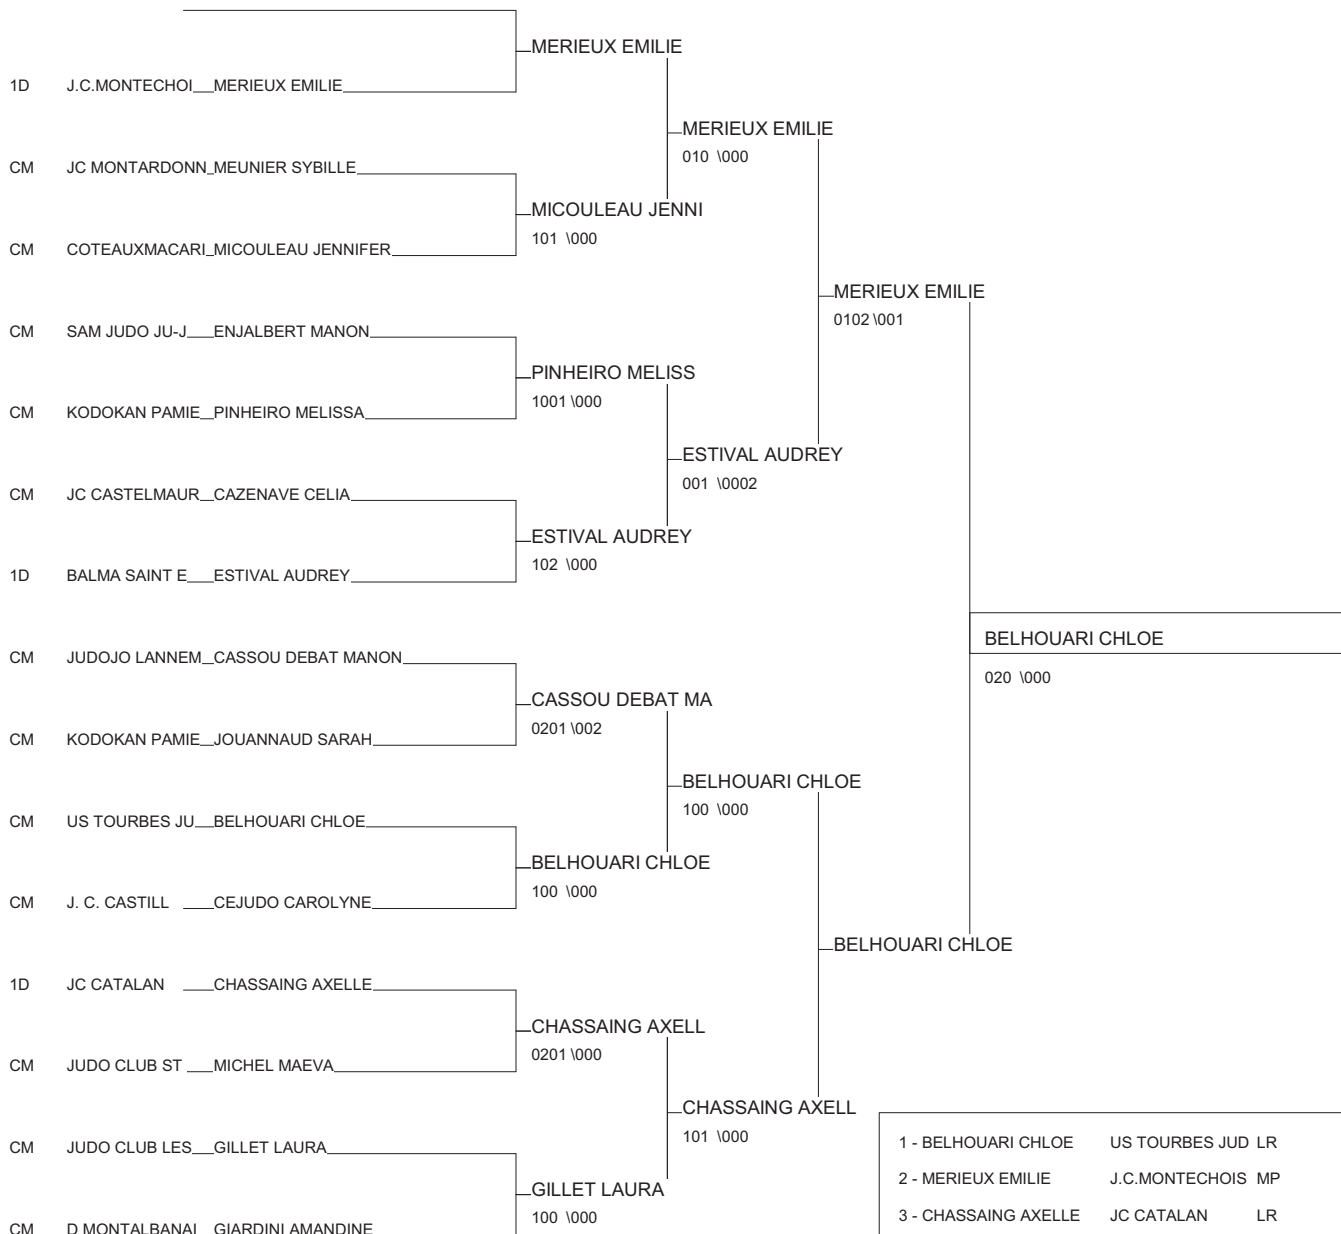 MERIEUX EMILIE
1D J.C.MONTECHOI MERIEUX EMILIE
MERIEUX EMILIE
010 \000
CM JC MONTARDONN MEUNIER SYBILLE
MICOULEAU JENNI
101 \000
CM COTEAUXMACARI MICOULEAU JENNIFER
MERIEUX EMILIE
0102 \001
CM SAM JUDO JU-J ENJALBERT MANON
PINHEIRO MELISS
1001 \000
CM KODOKAN PAMIE PINHEIRO MELISSA
ESTIVAL AUDREY
001 \0002
CM JC CASTELMAUR CAZENAVE CELIA
ESTIVAL AUDREY
102 \000
1D BALMA SAINT E ESTIVAL AUDREY
BELHOUARI CHLOE
020 \000
CM JUDOJO LANNEM CASSOU DEBAT MANON
CASSOU DEBAT MA
0201 \002
CM KODOKAN PAMIE JOUANNAUD SARAH
BELHOUARI CHLOE
100 \000
CM US TOURBES JU BELHOUARI CHLOE
BELHOUARI CHLOE
100 \000
CM J. C. CASTILL CEJUDO CAROLYNE
BELHOUARI CHLOE
1D JC CATALAN CHASSAING AXELLE
CHASSAING AXELL
0201 \000
CM JUDO CLUB ST MICHEL MAEVA
CHASSAING AXELL
101 \000
CM JUDO CLUB LES GILLET LAURA
GILLET LAURA
100 \000
CM D MONTALBANAI GIARDINI AMANDINE
1 - BELHOUARI CHLOE US TOURBES JUD LR
2 - MERIEUX EMILIE J.C.MONTECHOIS MP
3 - CHASSAING AXELLE JC CATALAN LR